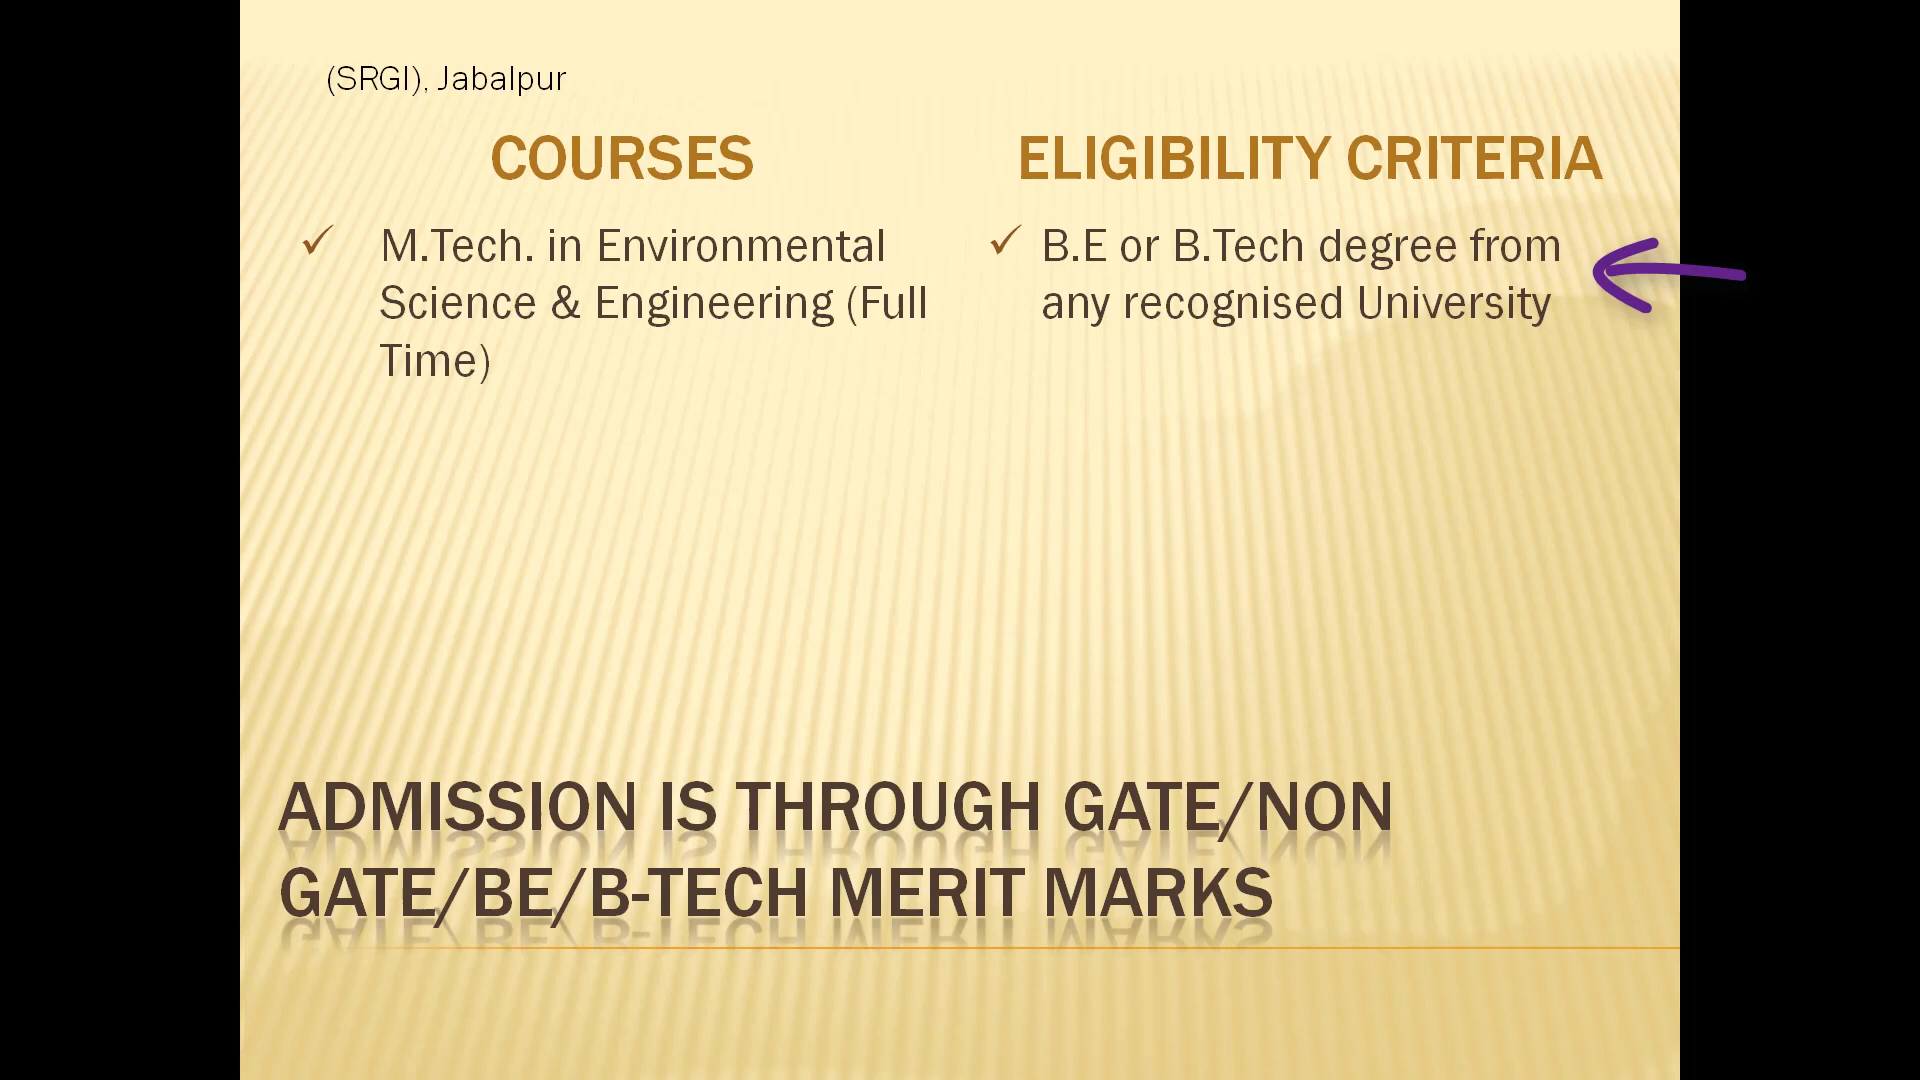 (SRGI), Jabalpur
COURSES
ELIGIBILITY CRITERIA
✓ M.Tech. in Environmental
Science & Engineering (Full
Time)
✓ B.E or B.Tech degree from
any recognised University
ADMISSION IS THROUGH GATE/NON
GATE/BE/B-TECH MERIT MARKS